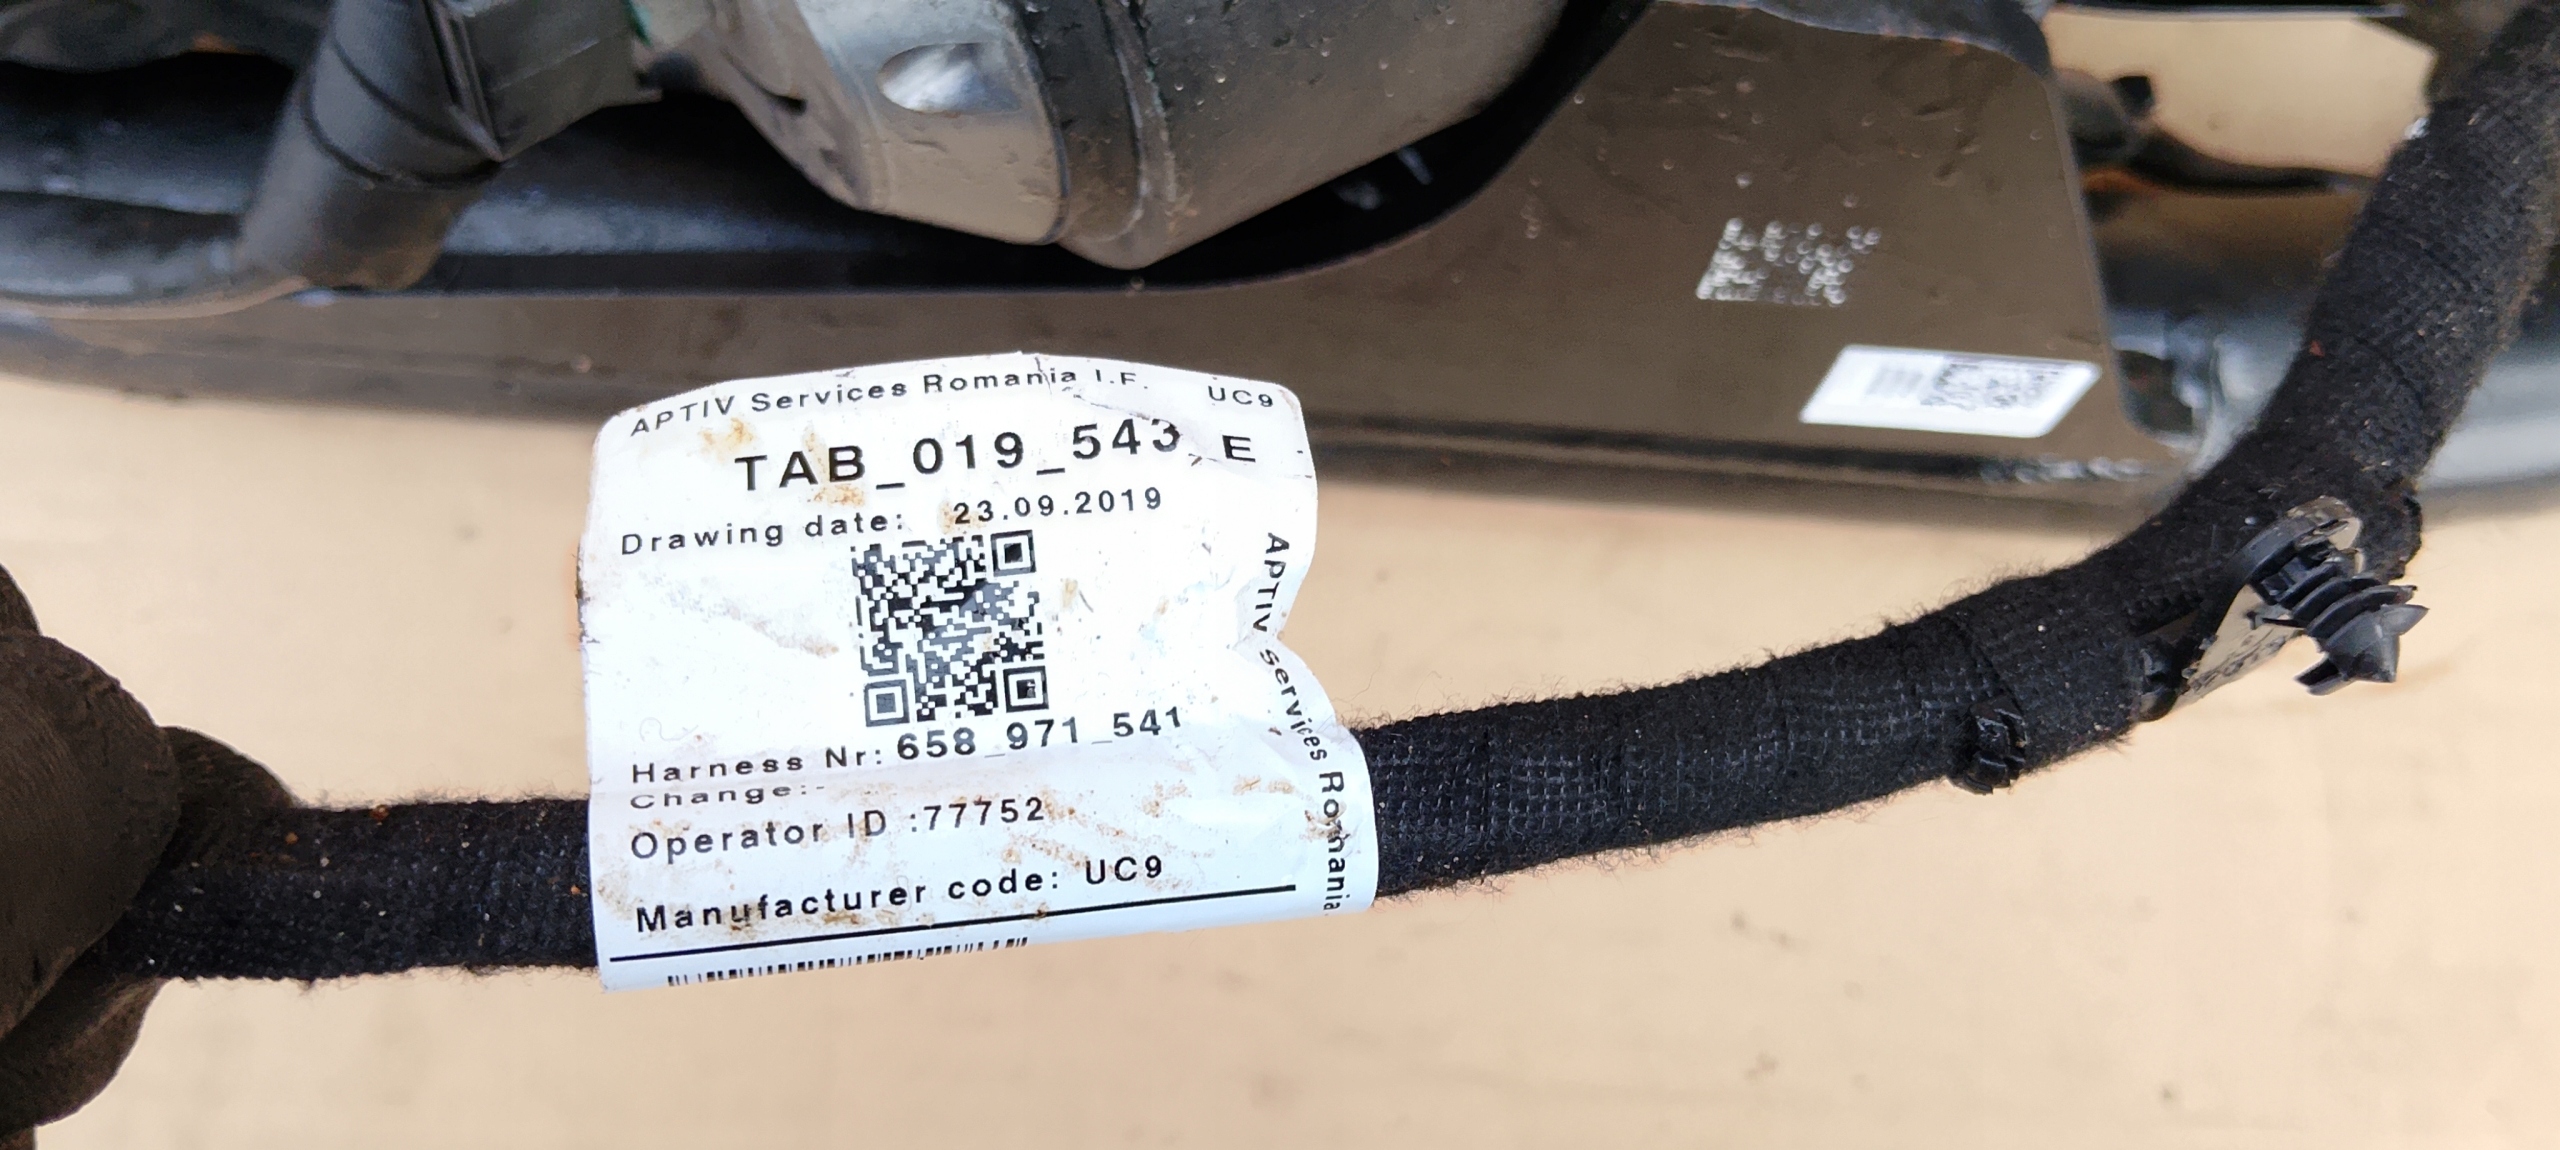 APTIV Services Romania I.F. UC9
TAB_019_543_E
Drawing date: 23.09.2019
Harness Nr: 658_971_541
Change:-
Operator ID :77752
Manufacturer code: UC9
APTIV Services Romania